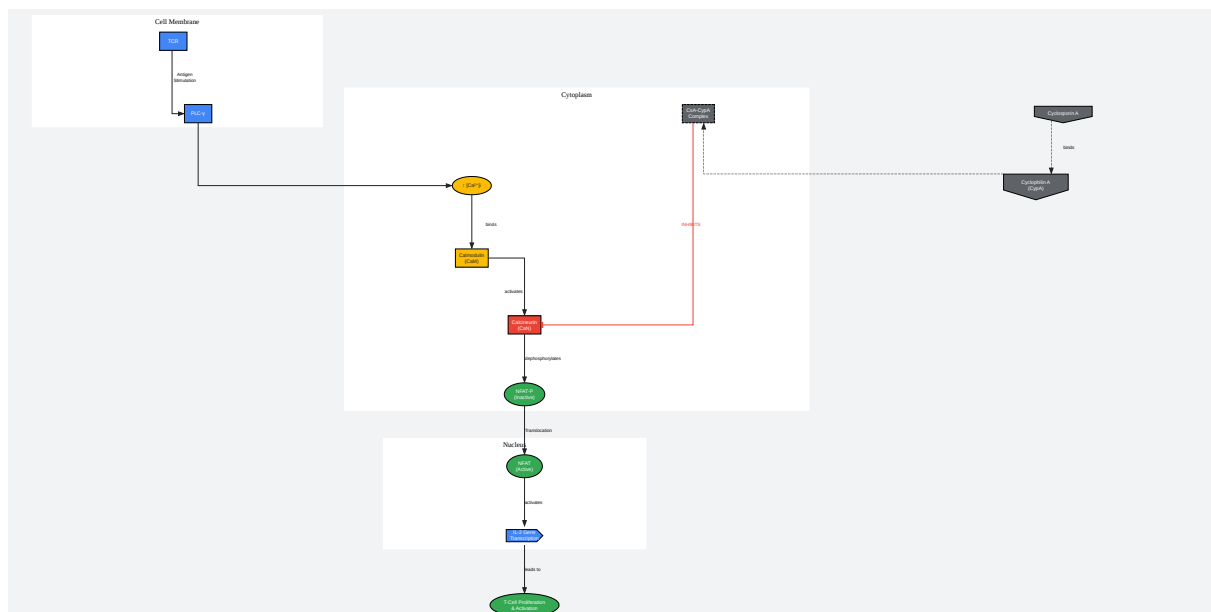 Cell Membrane
TCR
Antigen
Stimulation
PLC-γ
Cytoplasm
CsA-CypA
Complex
Cyclosporin A
binds
Cyclophilin A
(CypA)
↑ [Ca²⁺]i
binds
INHIBITS
Calmodulin
(CaM)
activates
Calcineurin
(CaN)
dephosphorylates
NFAT-P
(Inactive)
Translocation
Nucleus
NFAT
(Active)
activates
IL-2 Gene
Transcription
leads to
T-Cell Proliferation
& Activation